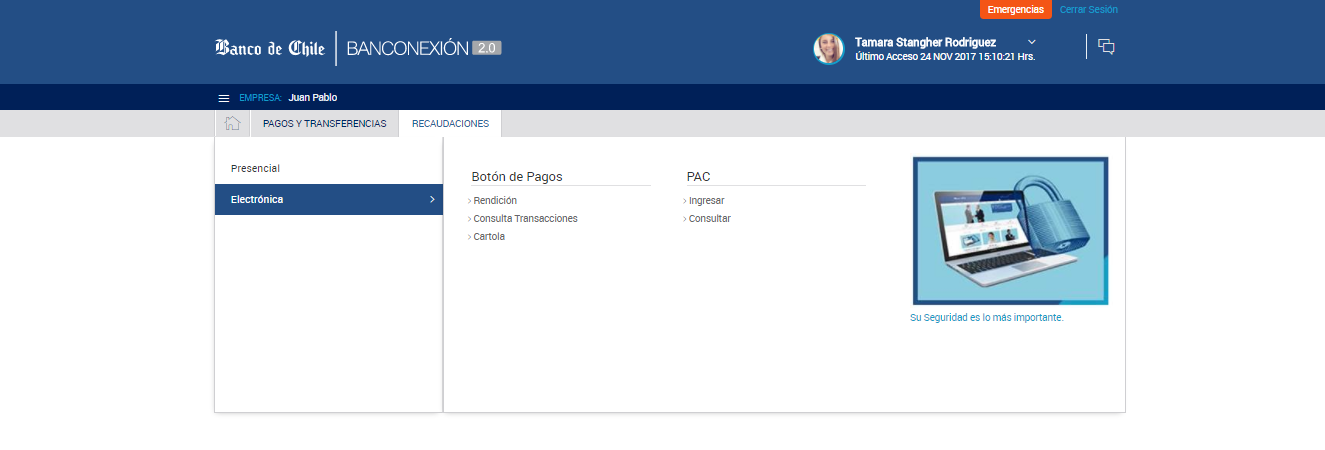 Emergencias Cerrar Sesión
Banco de Chile BANCONEXIÓN 2.0
Tamara Stangher Rodriguez
Último Acceso 24 NOV 2017 15:10:21 Hrs.
EMPRESA: Juan Pablo
PAGOS Y TRANSFERENCIAS RECAUDACIONES
Presencial
Electrónica
Botón de Pagos
Rendición
Consulta Transacciones
Cartola
PAC
Ingresar
Consultar
Su Seguridad es lo más importante.